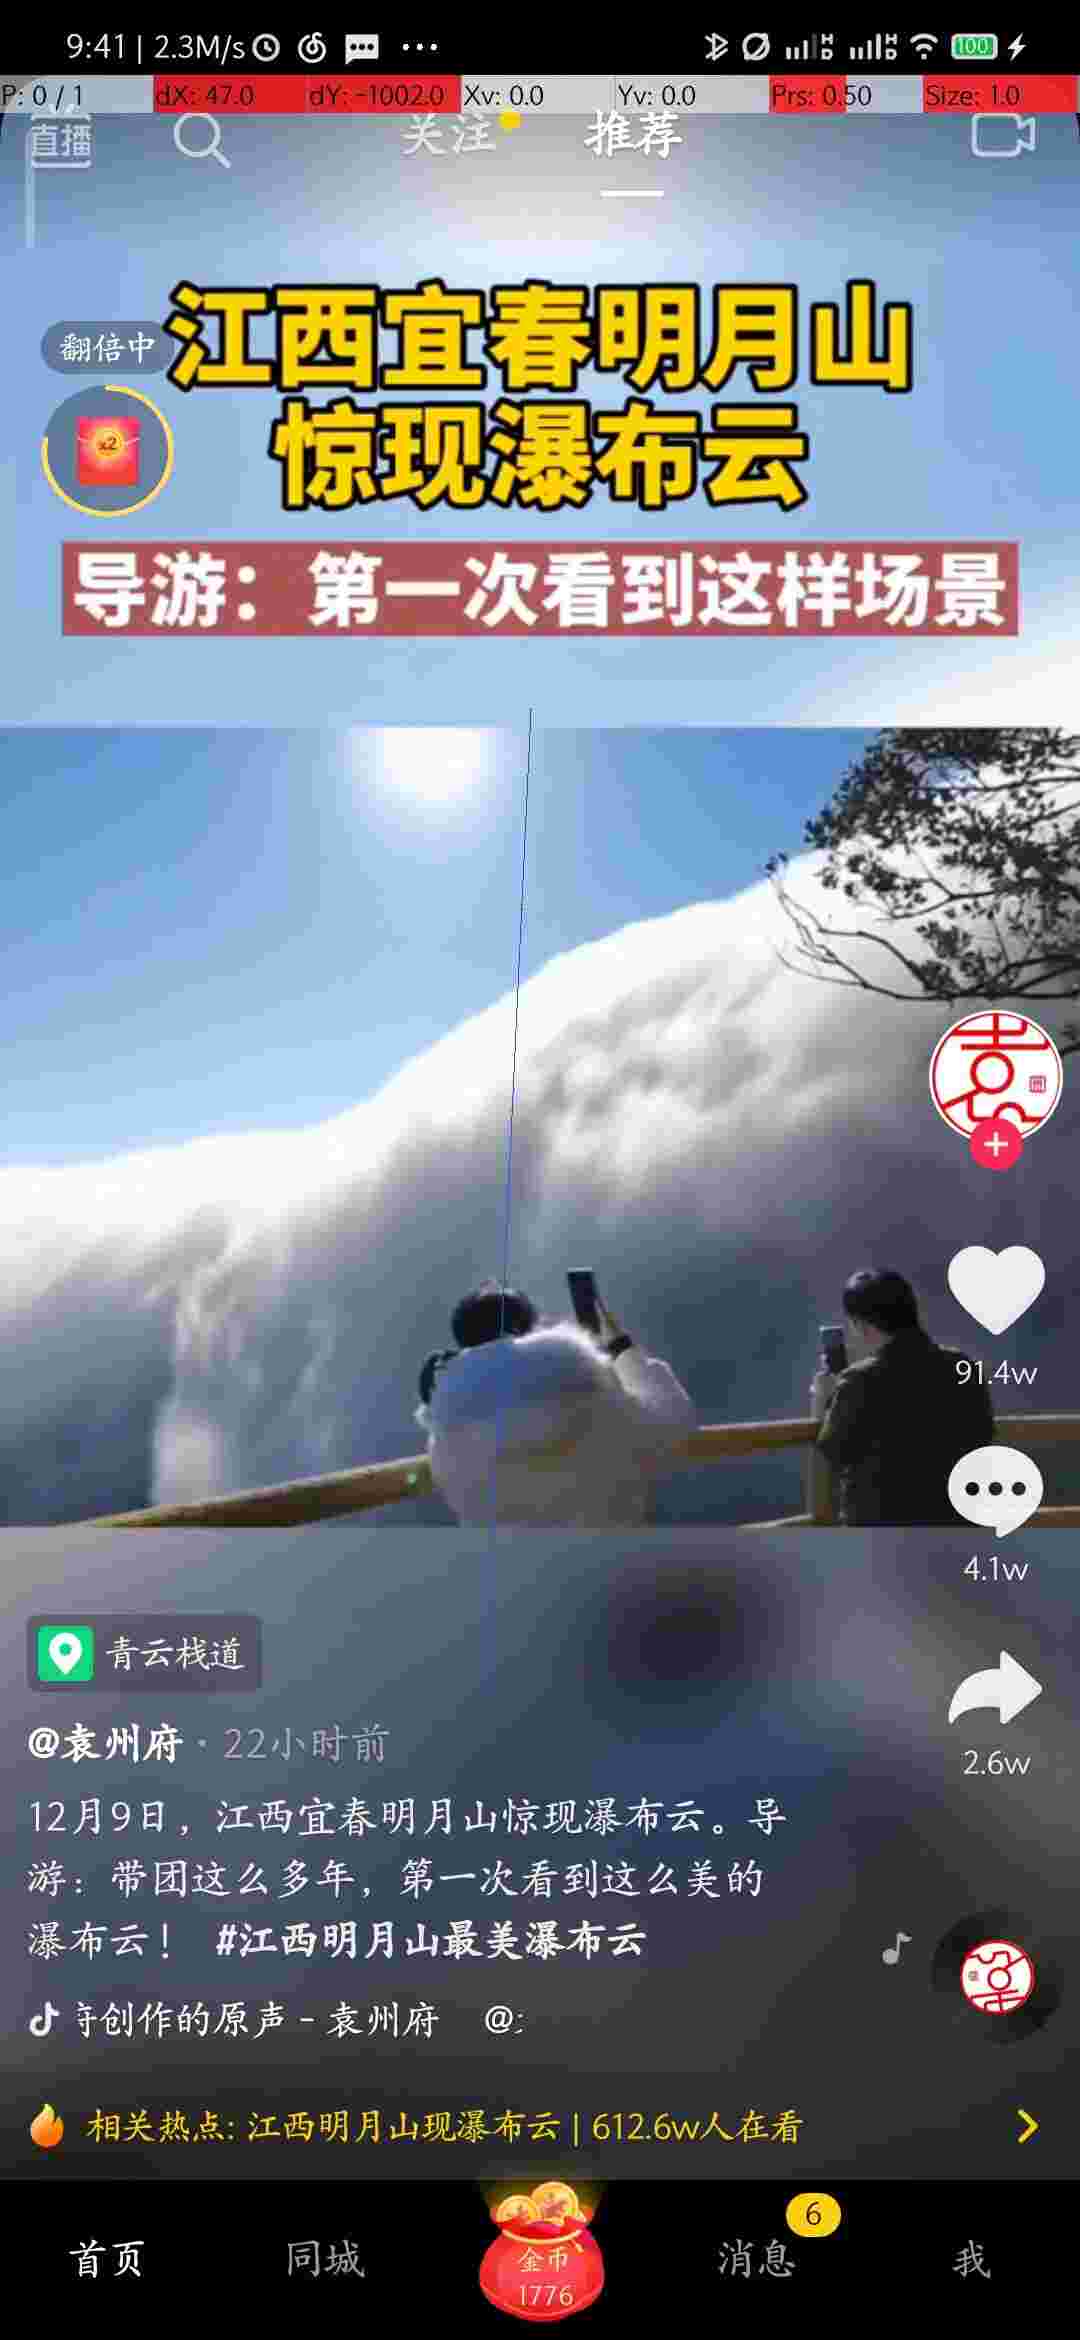 9:41 | 2.3M/s
100
P: 0 / 1 dX: 47.0 dY: -1002.0 Xv: 0.0 Yv: 0.0 Prs: 0.50 Size: 1.0
直播 关注 推荐
江西宜春明月山
翻倍中
x2
惊现瀑布云
导游：第一次看到这样场景
91.4w
4.1w
青云栈道
2.6w
@袁州府 · 22小时前
12月9日，江西宜春明月山惊现瀑布云。导
游：带团这么多年，第一次看到这么美的
瀑布云！ #江西明月山最美瀑布云
创作的原声 - 袁州府 @
相关热点: 江西明月山现瀑布云 | 612.6w人在看
首页 同城 金币 1776 消息 6 我